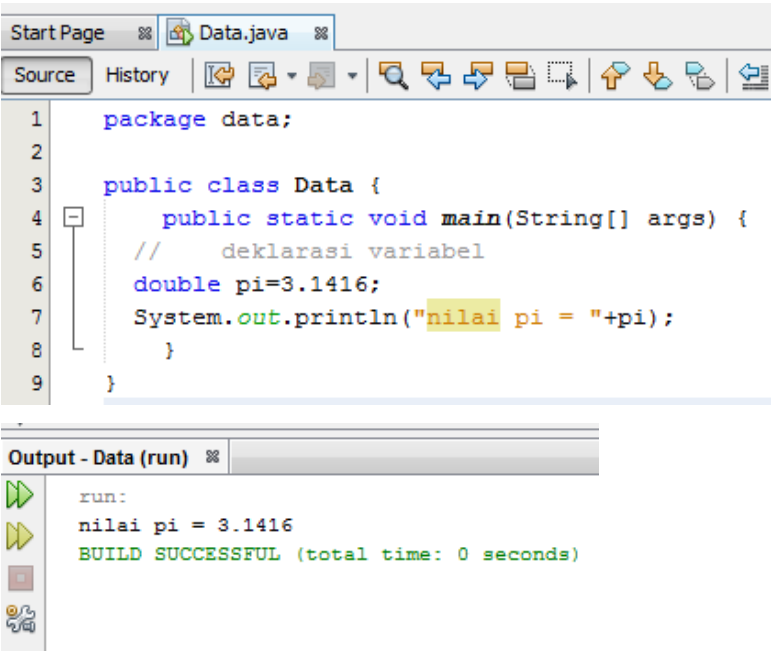 Start Page Data.java
Source History
1 package data;
2
3 public class Data {
4 public static void main(String[] args) {
5 // deklarasi variabel
6 double pi=3.1416;
7 System.out.println("nilai pi = "+pi);
8 }
9 }
Output - Data (run)
run:
nilai pi = 3.1416
BUILD SUCCESSFUL (total time: 0 seconds)